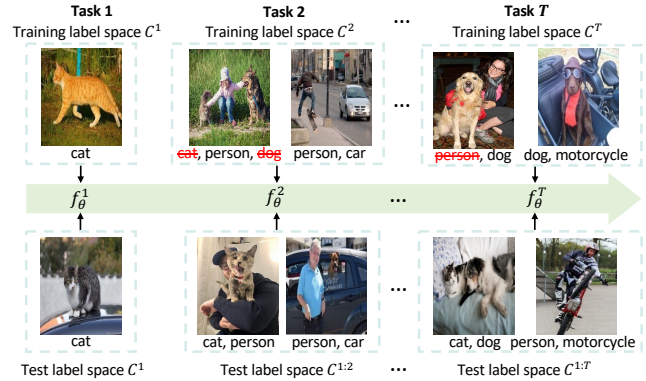 Task 1
Task 2
...
Task T
Training label space C¹
Training label space C²
Training label space Cᵀ
...
cat
cat, person, dog
person, car
person, dog
dog, motorcycle
f¹θ
f²θ
...
fᵀθ
...
cat
cat, person
person, car
cat, dog
person, motorcycle
Test label space C¹
Test label space C¹:²
...
Test label space C¹:ᵀ